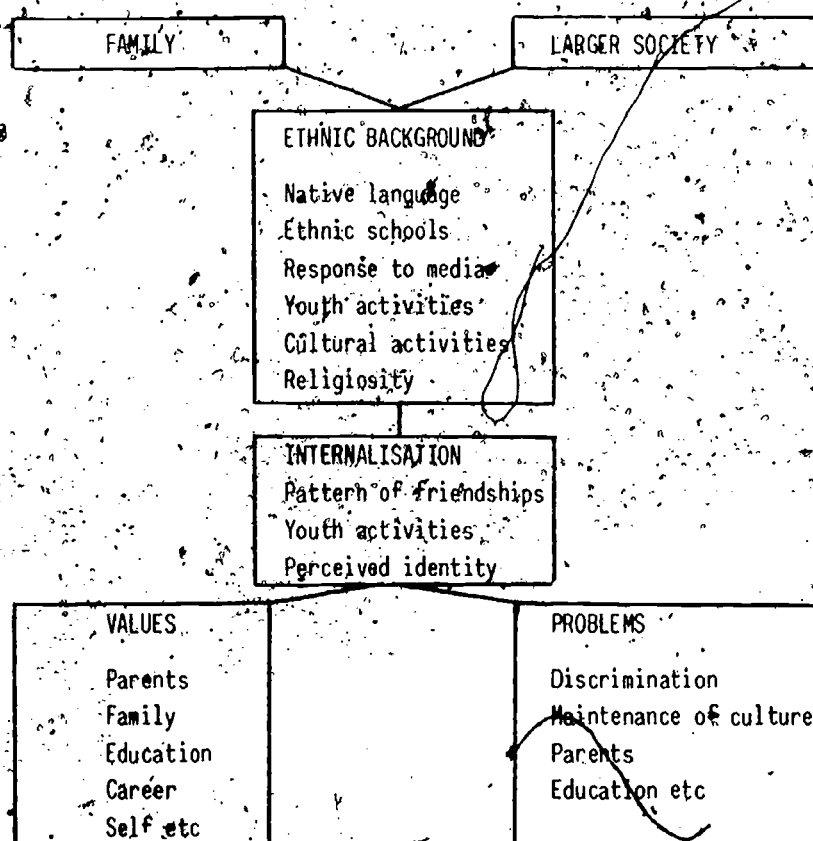 FAMILY
LARGER SOCIETY
ETHNIC BACKGROUND
Native language
Ethnic schools
Response to media
Youth activities
Cultural activities
Religiosity
INTERNALISATION
Pattern of friendships
Youth activities
Perceived identity
VALUES
Parents
Family
Education
Career
Self etc
PROBLEMS
Discrimination
Maintenance of culture
Parents
Education etc